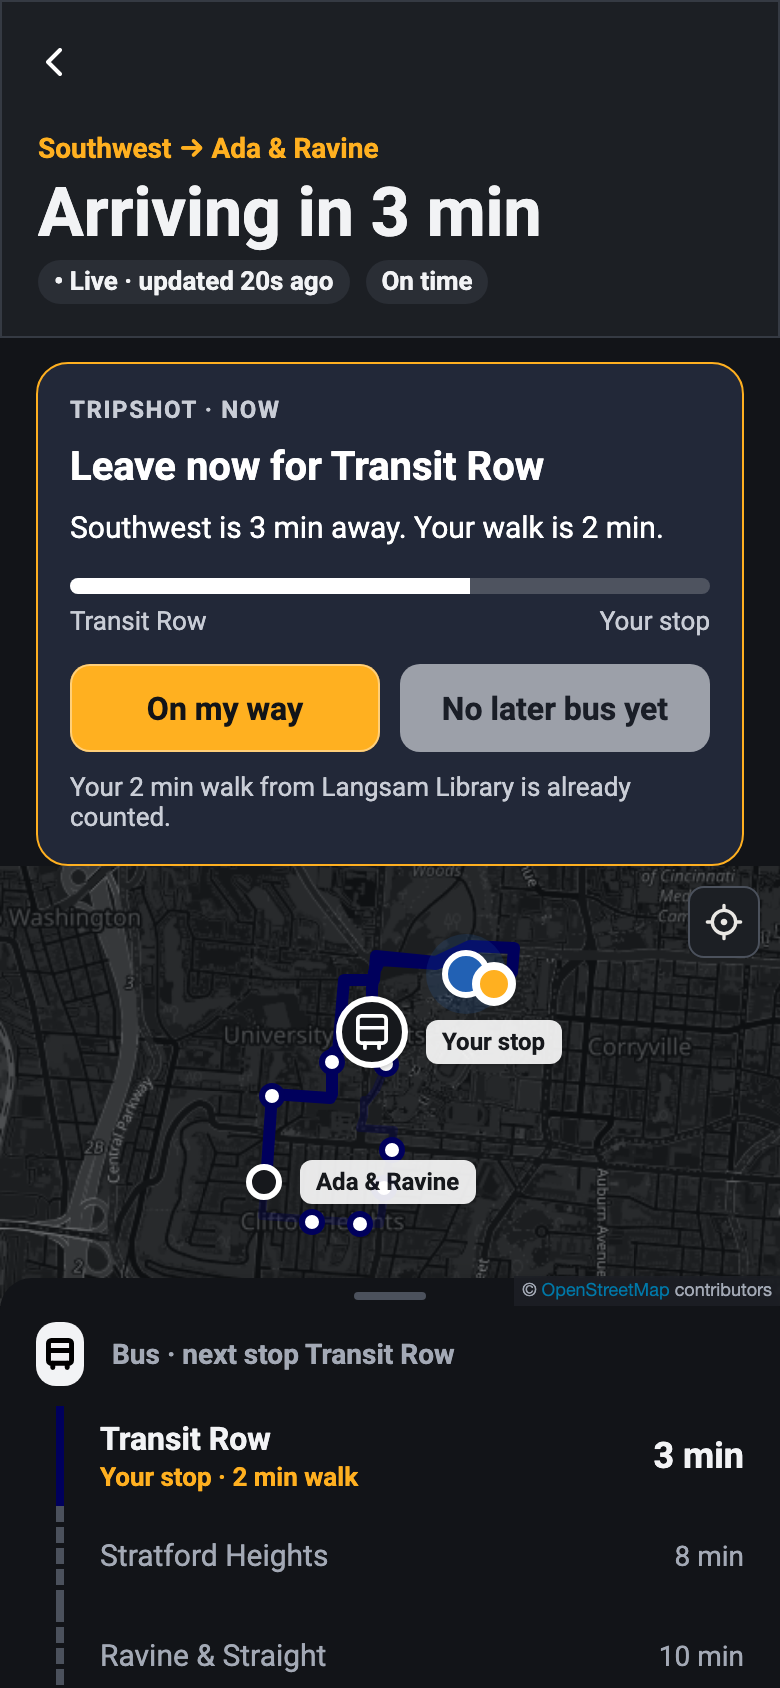 Southwest → Ada & Ravine
Arriving in 3 min
• Live · updated 20s ago
On time
TRIPSHOT · NOW
Leave now for Transit Row
Southwest is 3 min away. Your walk is 2 min.
Transit Row
Your stop
On my way
No later bus yet
Your 2 min walk from Langsam Library is already
counted.
Woods
of Cincinnati
Washington
3
University
Your stop
Corryville
Central Parkway
2B
Ada & Ravine
Auburn Avenue
2
© OpenStreetMap contributors
Bus · next stop Transit Row
Transit Row
3 min
Your stop · 2 min walk
Stratford Heights
8 min
Ravine & Straight
10 min